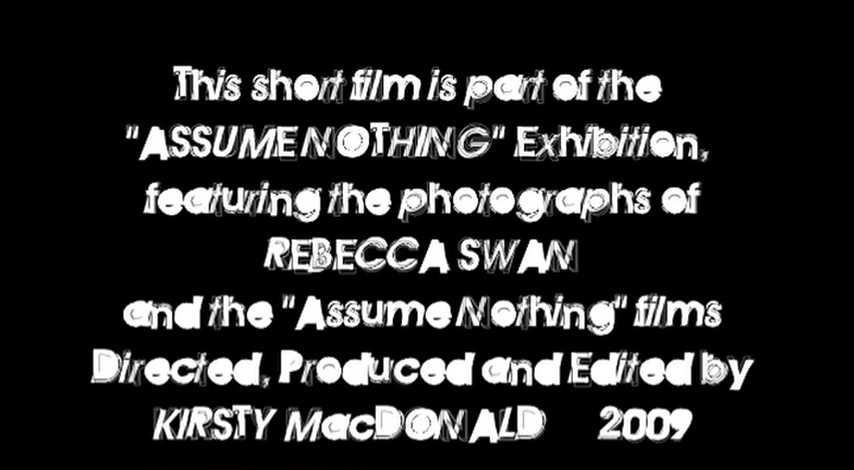 This short film is part of the
"ASSUME NOTHING" Exhibition,
featuring the photographs of
REBECCA SWAN
and the "Assume Nothing" films
Directed, Produced and Edited by
KIRSTY MacDONALD 2009